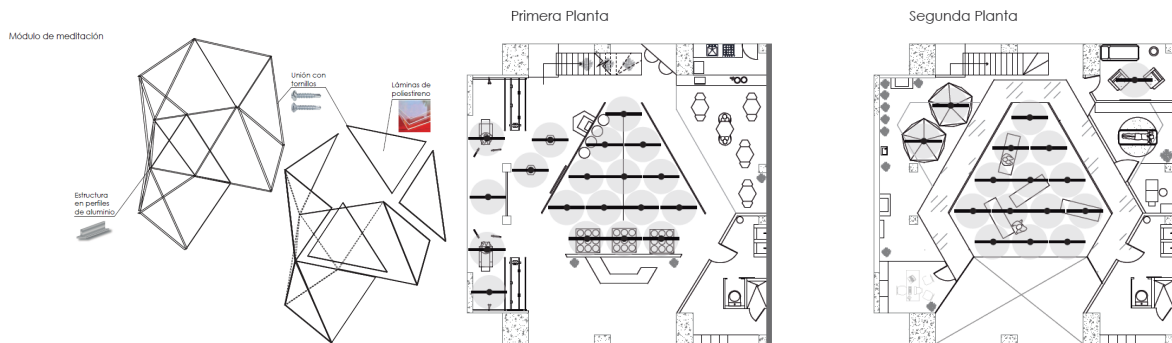 Módulo de meditación
Unión con
tornillos
Láminas de
poliestireno
Estructura
en perfiles
de aluminio
Primera Planta
Segunda Planta